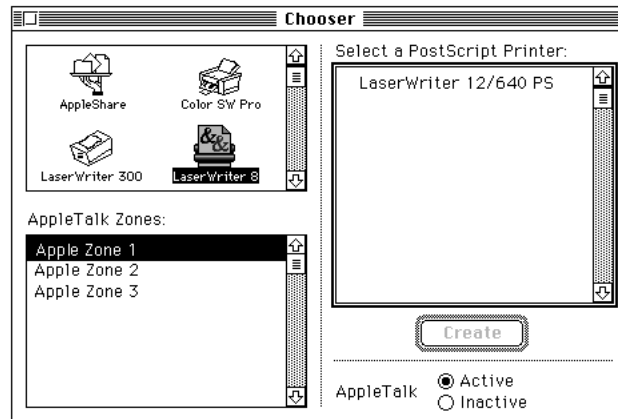 Chooser
AppleShare
Color SW Pro
LaserWriter 300
LaserWriter 8
AppleTalk Zones:
Apple Zone 1
Apple Zone 2
Apple Zone 3
Select a PostScript Printer:
LaserWriter 12/640 PS
Create
AppleTalk
Active
Inactive